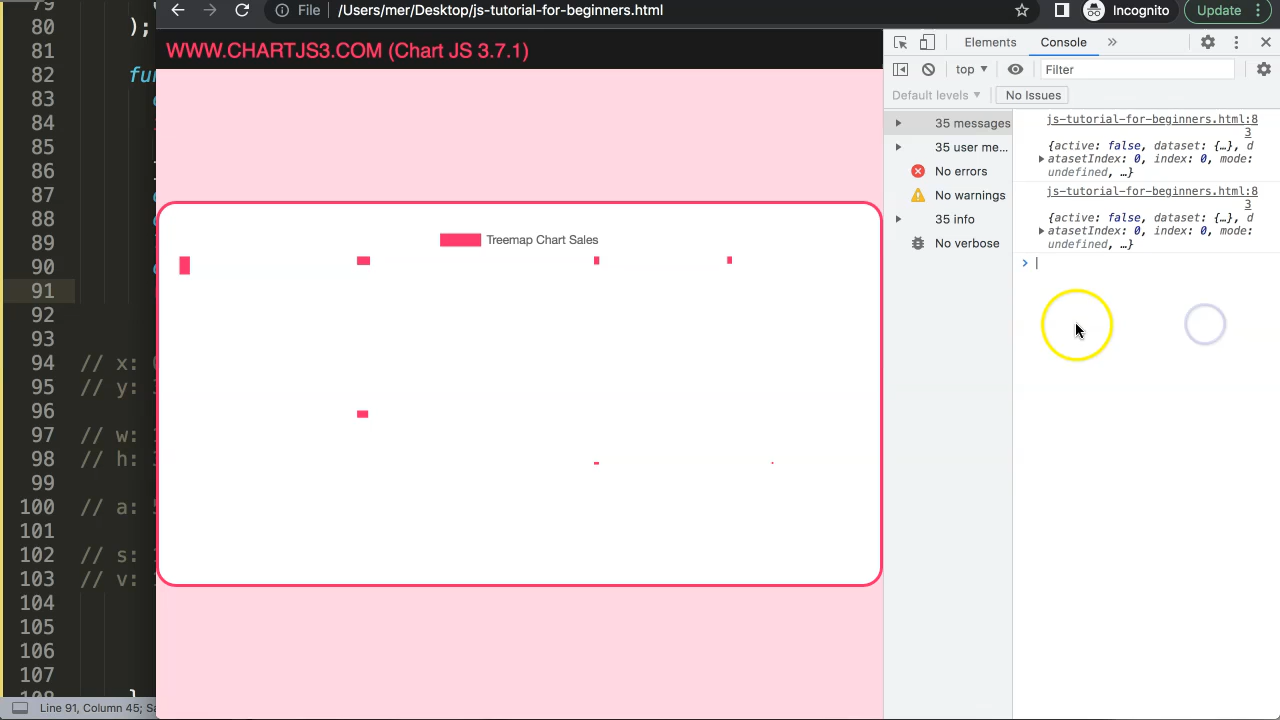 79
80 );
81
82 fun
83
84
85
86
87
88
89
90
91
92
93
94 // x:
95 // y:
96
97 // w:
98 // h:
99
100 // a:
101
102 // s:
103 // v:
104
105
106
107
108
Line 91, Column 45; Sa
File /Users/mer/Desktop/js-tutorial-for-beginners.html
Incognito
Update
WWW.CHARTJS3.COM (Chart JS 3.7.1)
Treemap Chart Sales
Elements Console »
top Filter
Default levels No Issues
35 messages
35 user me...
No errors
No warnings
35 info
No verbose
js-tutorial-for-beginners.html:8
3
{active: false, dataset: {…}, d
atasetIndex: 0, index: 0, mode:
undefined, …}
js-tutorial-for-beginners.html:8
3
{active: false, dataset: {…}, d
atasetIndex: 0, index: 0, mode:
undefined, …}